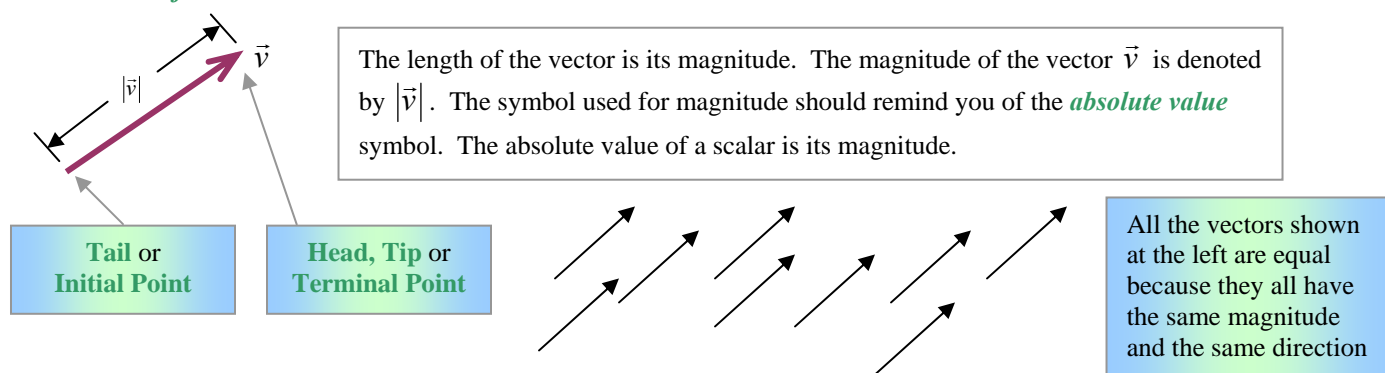 |v⃗|
v⃗
The length of the vector is its magnitude. The magnitude of the vector v⃗ is denoted
by |v⃗|. The symbol used for magnitude should remind you of the absolute value
symbol. The absolute value of a scalar is its magnitude.
Tail or
Initial Point
Head, Tip or
Terminal Point
All the vectors shown
at the left are equal
because they all have
the same magnitude
and the same direction